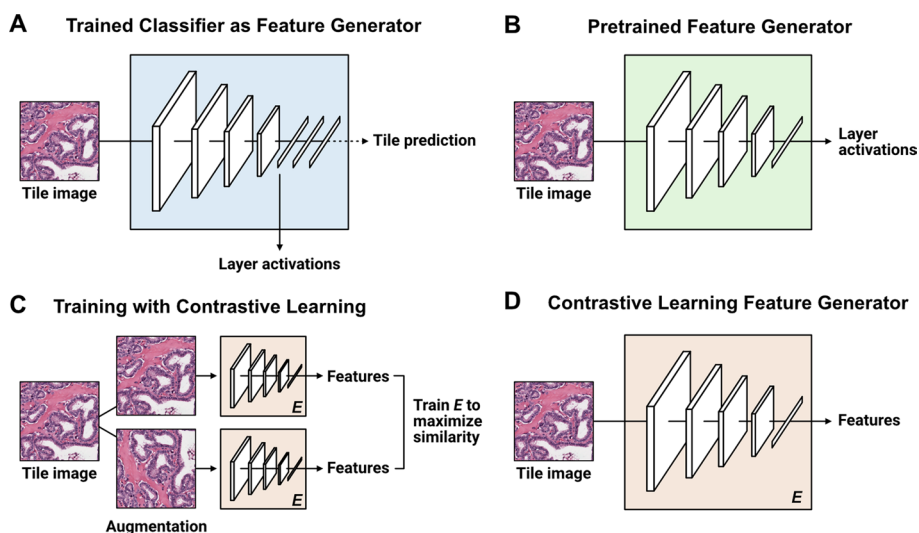 A Trained Classifier as Feature Generator
Tile image
Tile prediction
Layer activations
B Pretrained Feature Generator
Tile image
Layer
activations
C Training with Contrastive Learning
Tile image
Augmentation
E
Features
E
Features
Train E to
maximize
similarity
D Contrastive Learning Feature Generator
Tile image
E
Features